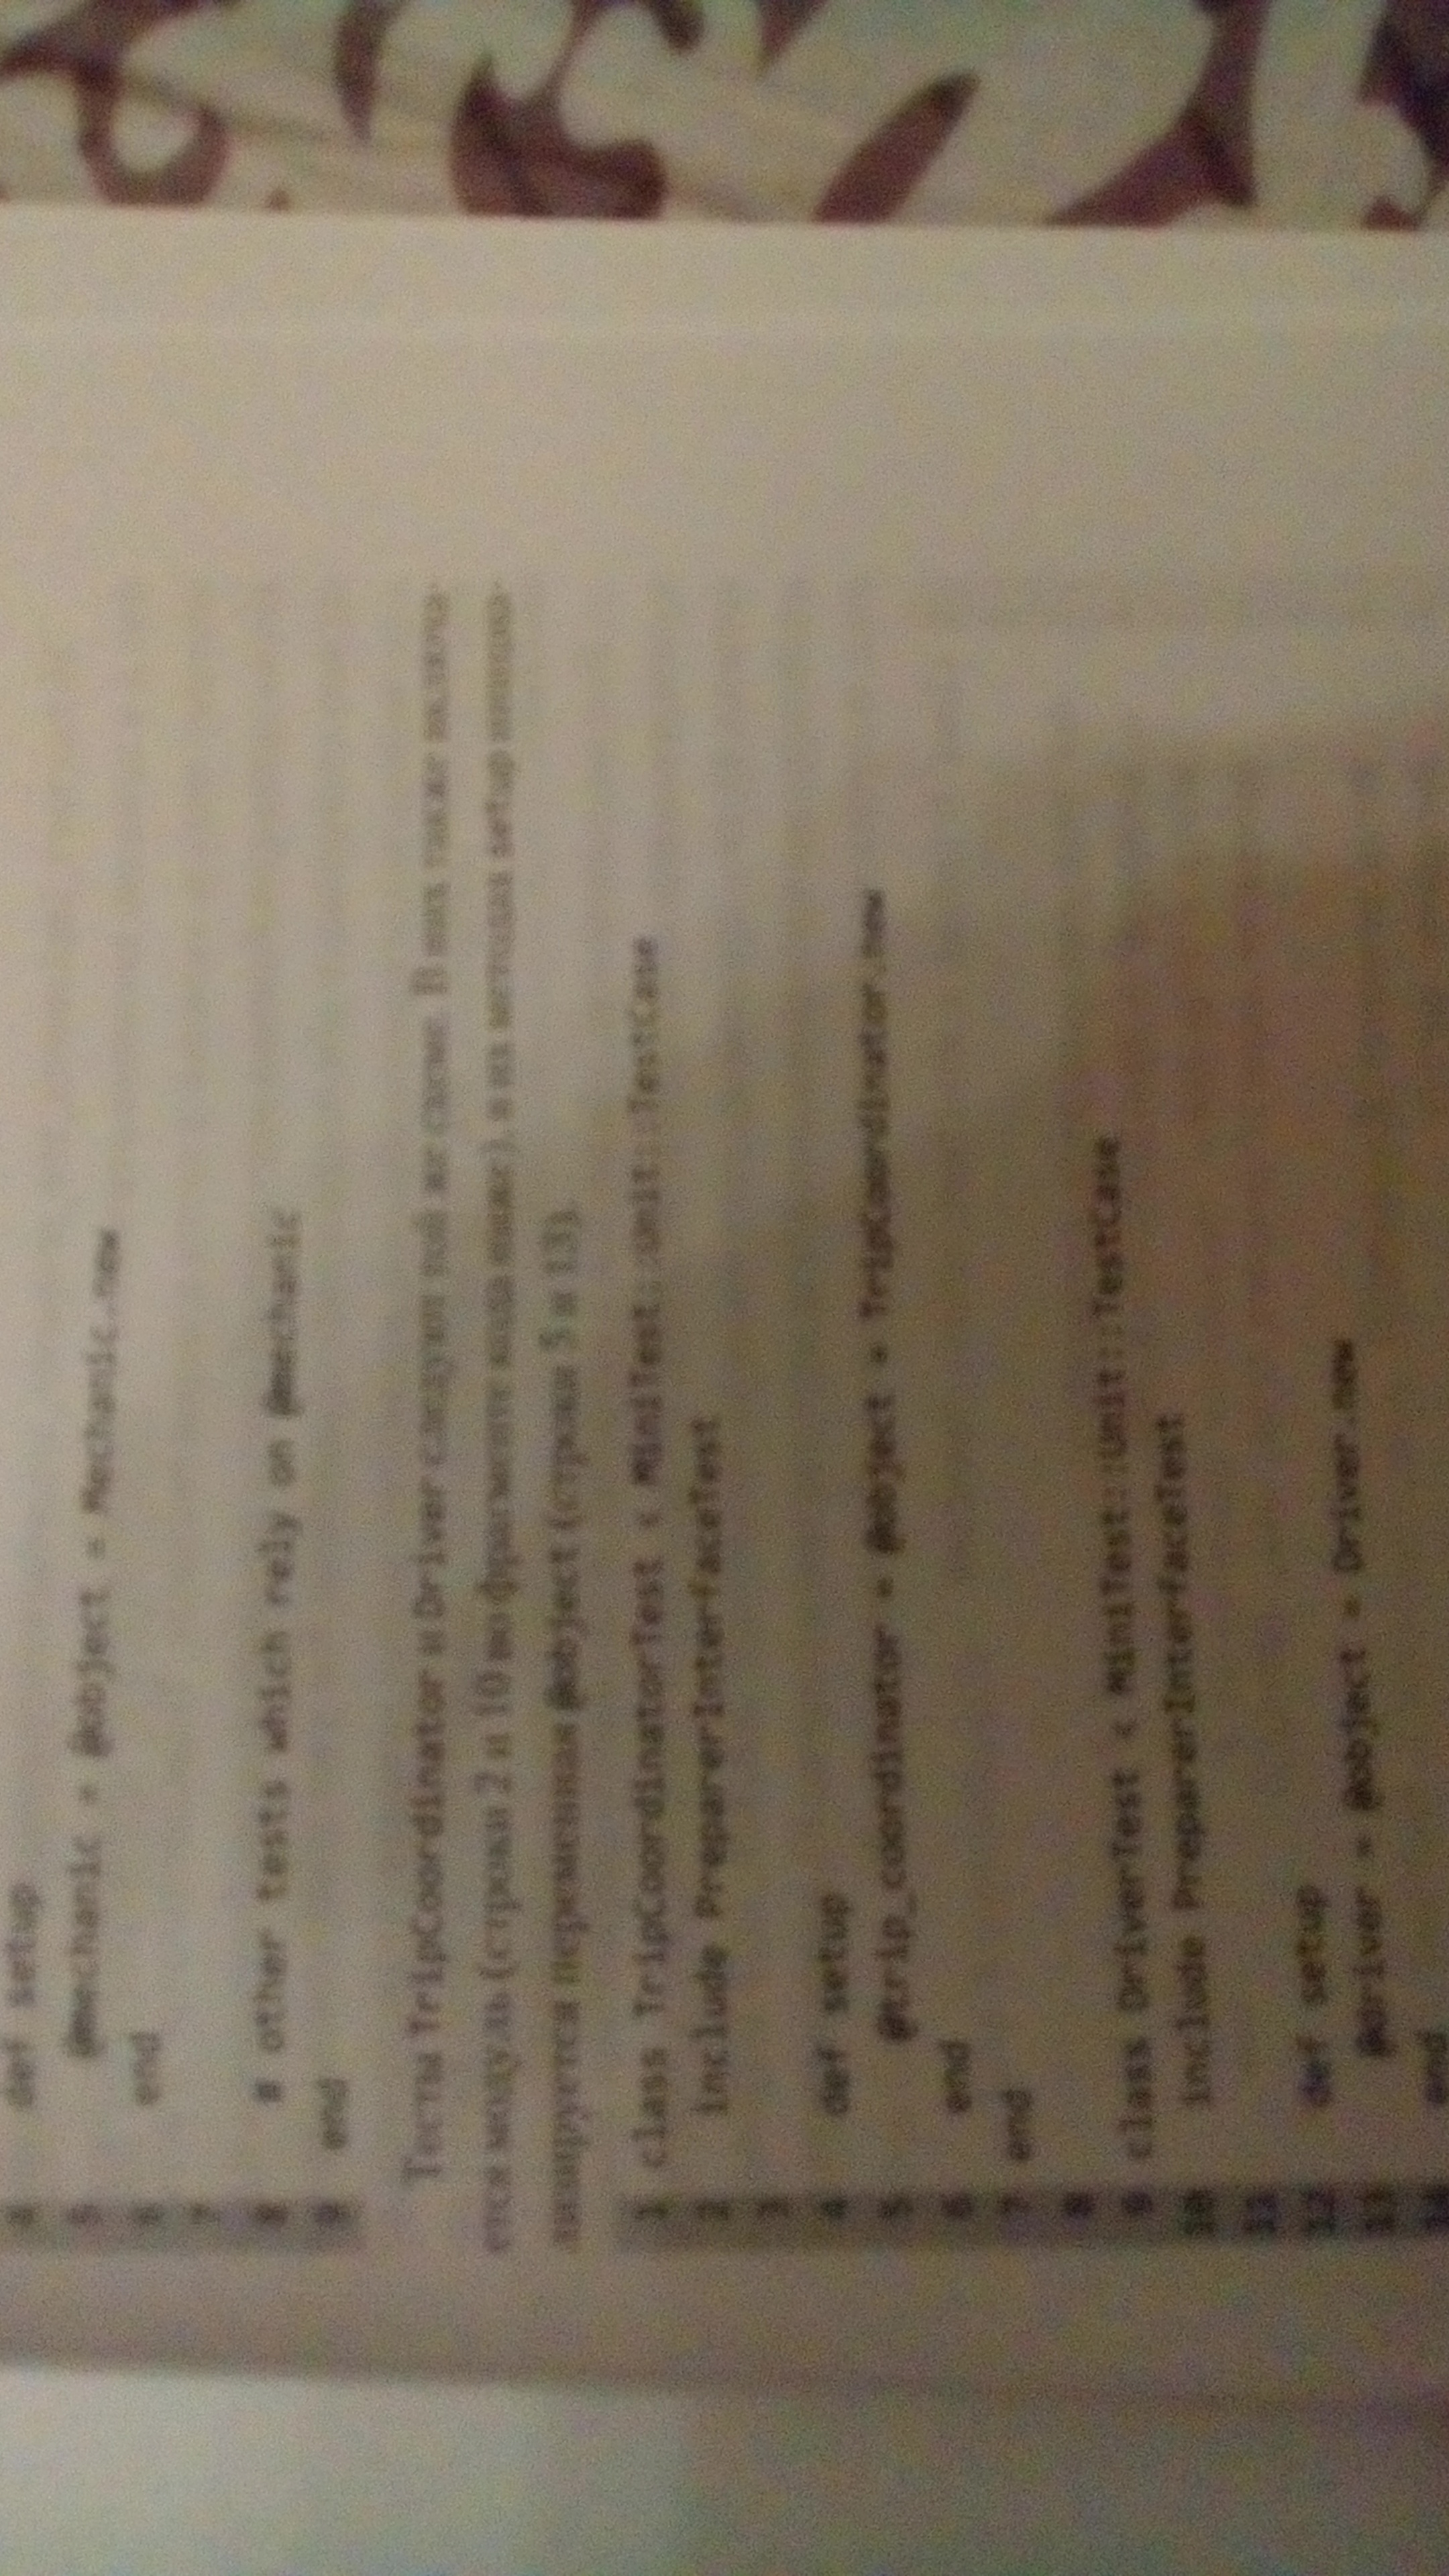 4 def setup
5 @mechanic = @object = Mechanic.new
6 end
7
8 # other tests which rely on @mechanic
9 end
Тесты TripCoordinator и Driver следуют той же схеме. В них также включа-
ется модуль (строки 2 и 10 во фрагменте кода ниже), в их методах setup инициа-
лизируется переменная @object (строки 5 и 13).
1 class TripCoordinatorTest < MiniTest::Unit::TestCase
2 include PreparerInterfaceTest
3
4 def setup
5 @trip_coordinator = @object = TripCoordinator.new
6 end
7 end
8
9 class DriverTest < MiniTest::Unit::TestCase
10 include PreparerInterfaceTest
11
12 def setup
13 @driver = @object = Driver.new
14 end